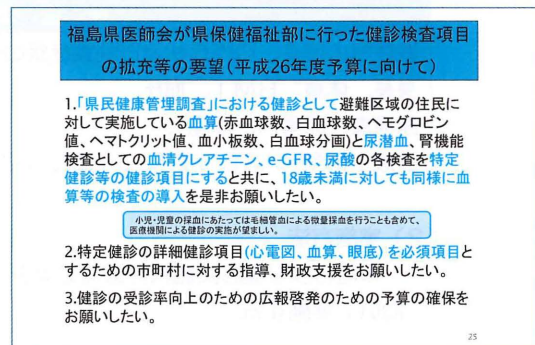 福島県医師会が県保健福祉部に行った健診検査項目
の拡充等の要望(平成26年度予算に向けて)
1.「県民健康管理調査」における健診として避難区域の住民に
対して実施している血算(赤血球数、白血球数、ヘモグロビン
値、ヘマトクリット値、血小板数、白血球分画)と尿潜血、腎機能
検査としての血清クレアチニン、e-GFR、尿酸の各検査を特定
健診等の健診項目にすると共に、18歳未満に対しても同様に血
算等の検査の導入を是非お願いしたい。
小児・児童の採血にあたっては毛細管血による微量採血を行うことも含めて、
医療機関による健診の実施が望ましい。
2.特定健診の詳細健診項目(心電図、血算、眼底)を必須項目と
するための市町村に対する指導、財政支援をお願いしたい。
3.健診の受診率向上のための広報啓発のための予算の確保を
お願いしたい。
25